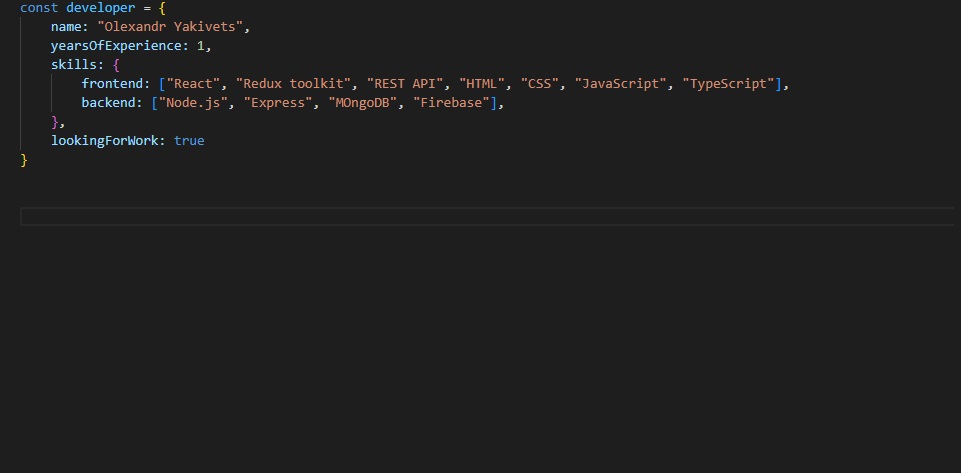 const developer = {
    name: "Olexandr Yakivets",
    yearsOfExperience: 1,
    skills: {
        frontend: ["React", "Redux toolkit", "REST API", "HTML", "CSS", "JavaScript", "TypeScript"],
        backend: ["Node.js", "Express", "MOngoDB", "Firebase"],
    },
    lookingForWork: true
}